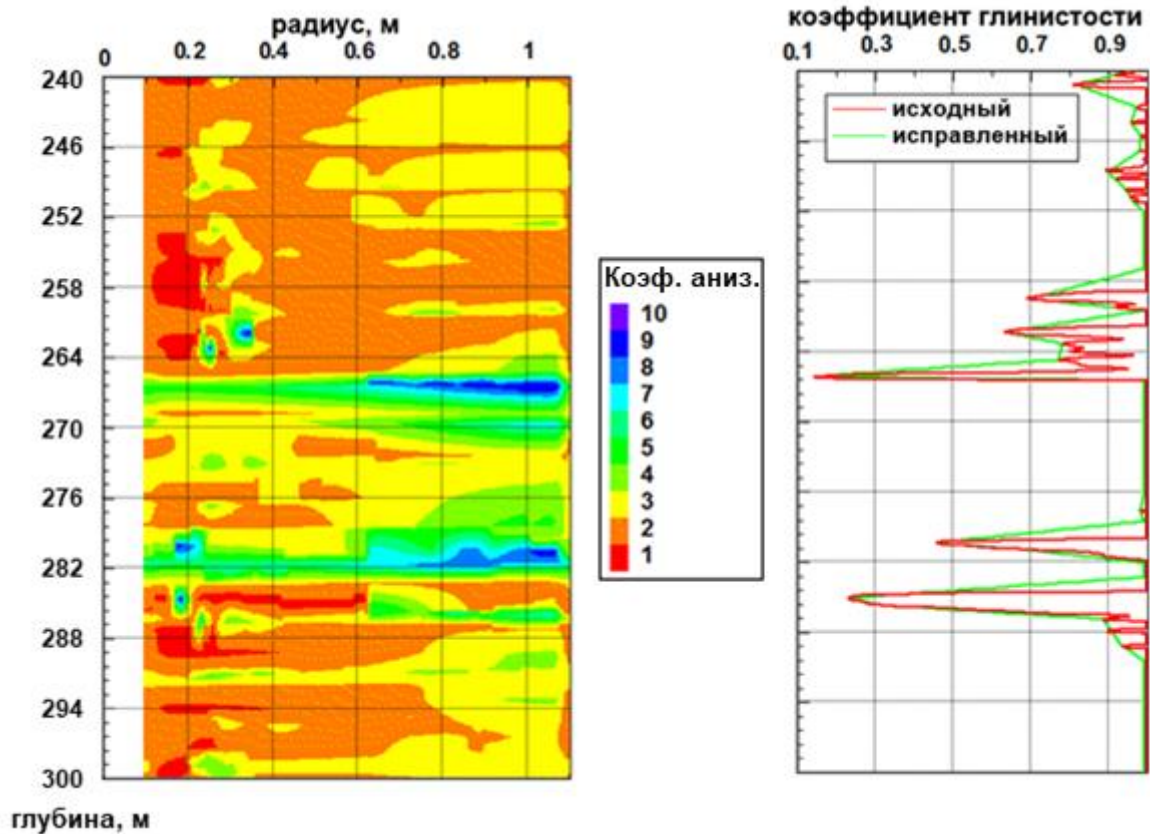 радиус, м
0 0.2 0.4 0.6 0.8 1
240
246
252
258
264
270
276
282
288
294
300
глубина, м
Коэф. аниз.
10
9
8
7
6
5
4
3
2
1
коэффициент глинистости
0.1 0.3 0.5 0.7 0.9
исходный
исправленный